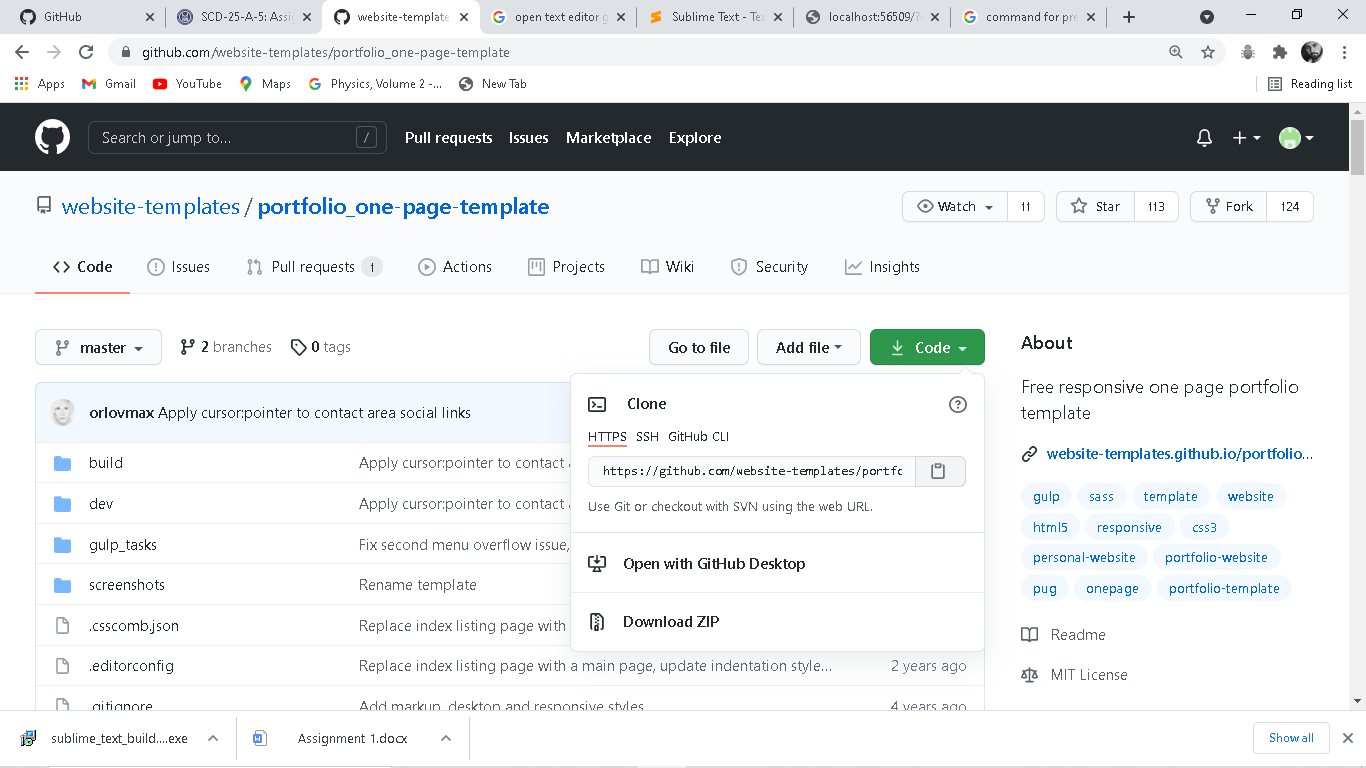 GitHub
SCD-25-A-5: Assi
website-template
open text editor g
Sublime Text - Te
localhost:56509/?
command for pre
github.com/website-templates/portfolio_one-page-template
Apps
Gmail
YouTube
Maps
Physics, Volume 2 -...
New Tab
Reading list
Search or jump to...
/
Pull requests
Issues
Marketplace
Explore
website-templates / portfolio_one-page-template
Watch
11
Star
113
Fork
124
Code
Issues
Pull requests 1
Actions
Projects
Wiki
Security
Insights
master
2 branches
0 tags
Go to file
Add file
Code
orlovmax Apply cursor:pointer to contact area social links
build
Apply cursor:pointer to contact
dev
Apply cursor:pointer to contact
gulp_tasks
Fix second menu overflow issue,
screenshots
Rename template
.csscomb.json
Replace index listing page with
.editorconfig
Replace index listing page with a main page, update indentation style...
2 years ago
.gitignore
Add markup, desktop and responsive styles
4 years ago
Clone
HTTPS
SSH
GitHub CLI
https://github.com/website-templates/portfc
Use Git or checkout with SVN using the web URL.
Open with GitHub Desktop
Download ZIP
About
Free responsive one page portfolio
template
website-templates.github.io/portfolio...
gulp
sass
template
website
html5
responsive
css3
personal-website
portfolio-website
pug
onepage
portfolio-template
Readme
MIT License
sublime_text_build....exe
Assignment 1.docx
Show all